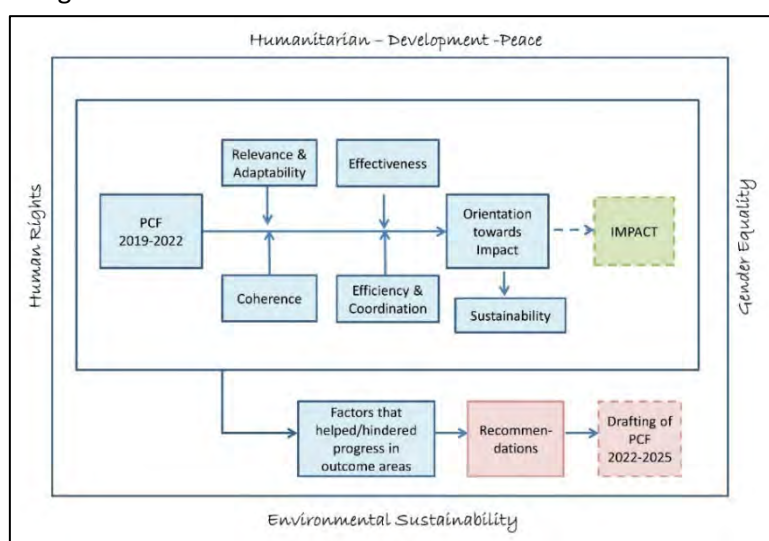 Humanitarian – Development -Peace
Human Rights
Gender Equality
Relevance &
Adaptability
Effectiveness
PCF
2019-2022
Orientation
towards
Impact
IMPACT
Coherence
Efficiency &
Coordination
Sustainability
Factors that
helped/hindered
progress in
outcome areas
Recommen-
dations
Drafting of
PCF
2022-2025
Environmental Sustainability